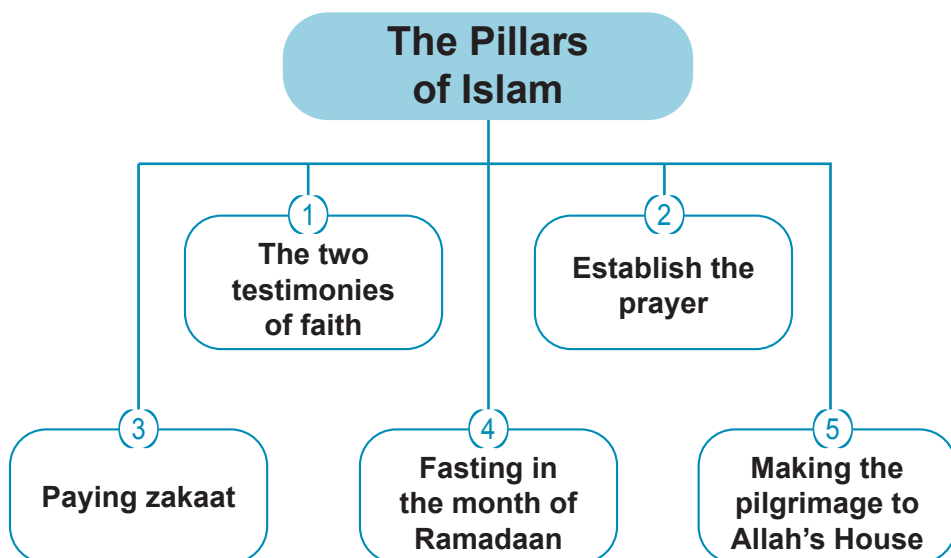 The Pillars
of Islam
1
The two
testimonies
of faith
2
Establish the
prayer
3
Paying zakaat
4
Fasting in
the month of
Ramadaan
5
Making the
pilgrimage to
Allah's House